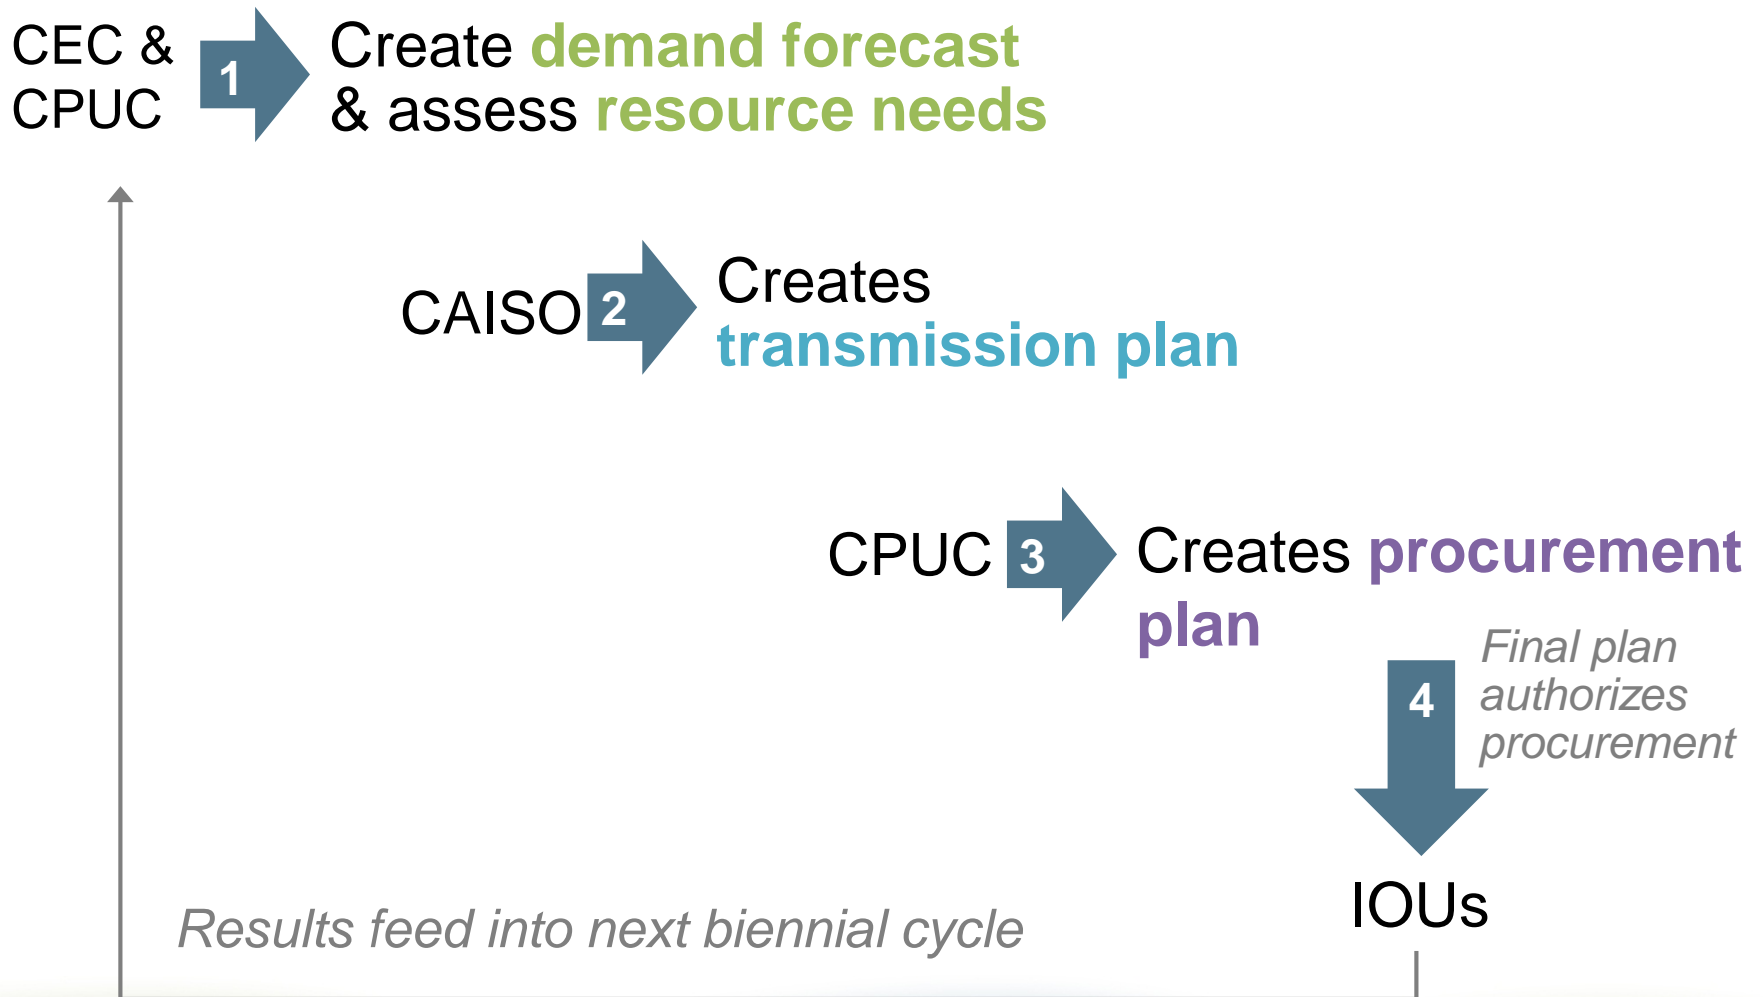 CEC &
CPUC
1
Create demand forecast
& assess resource needs
CAISO
2
Creates
transmission plan
CPUC
3
Creates procurement
plan
Final plan
authorizes
procurement
4
IOUs
Results feed into next biennial cycle